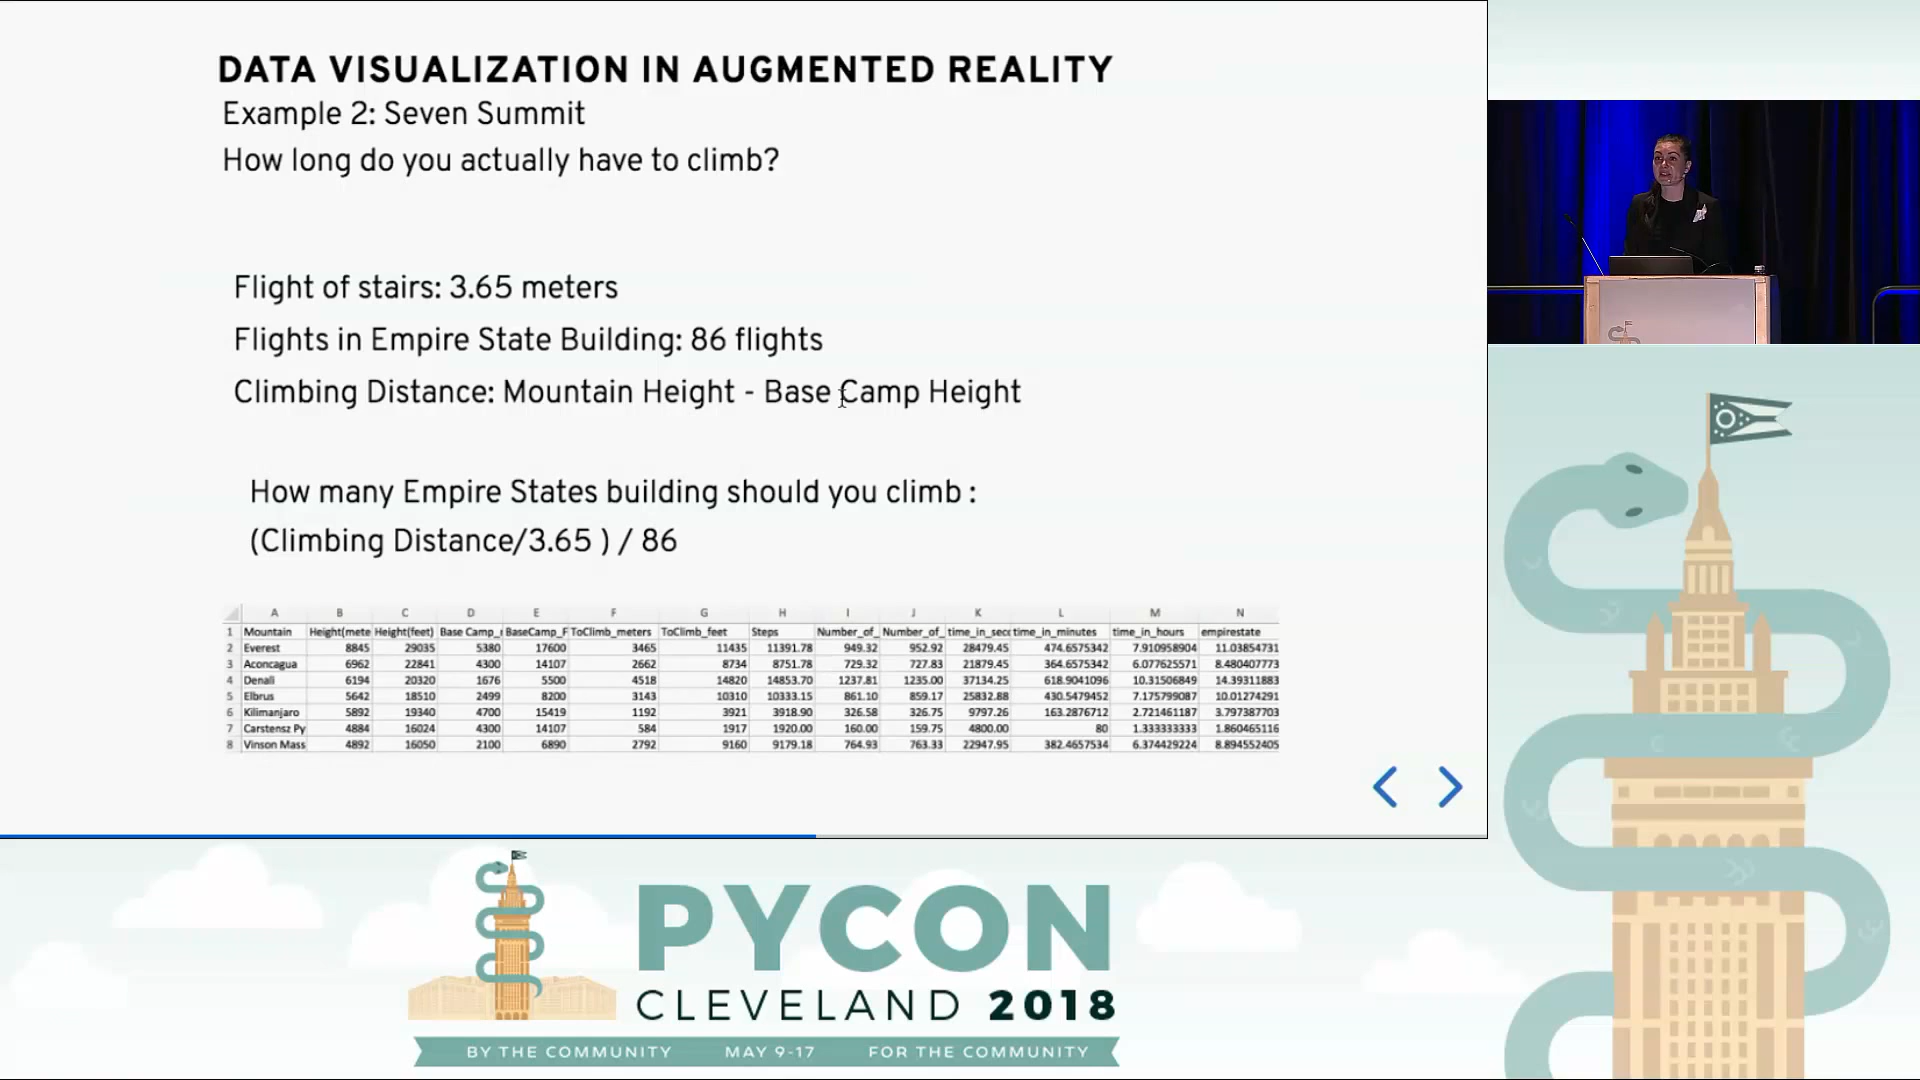 DATA VISUALIZATION IN AUGMENTED REALITY
Example 2: Seven Summit
How long do you actually have to climb?
Flight of stairs: 3.65 meters
Flights in Empire State Building: 86 flights
Climbing Distance: Mountain Height - Base Camp Height
How many Empire States building should you climb :
(Climbing Distance/3.65 ) / 86
A B C D E F G H I J K L M N
1 Mountain Height(mete Height(feet) Base Camp_ BaseCamp_F ToClimb_meters ToClimb_feet Steps Number_of_ Number_of_ time_in_sec time_in_minutes time_in_hours empirestate
2 Everest 8845 29035 5380 17600 3465 11435 11391.78 949.32 952.92 28479.45 474.6575342 7.910958904 11.03854731
3 Aconcagua 6962 22841 4300 14107 2662 8734 8751.78 729.32 727.83 21879.45 364.6575342 6.077625571 8.480407773
4 Denali 6194 20320 1676 5500 4518 14820 14853.70 1237.81 1235.00 37134.25 618.9041096 10.31506849 14.39311883
5 Elbrus 5642 18510 2499 8200 3143 10310 10333.15 861.10 859.17 25832.88 430.5479452 7.175799087 10.01274291
6 Kilimanjaro 5892 19340 4700 15419 1192 3921 3918.90 326.58 326.75 9797.26 163.2876712 2.721461187 3.797387703
7 Carstensz Py 4884 16024 4300 14107 584 1917 1920.00 160.00 159.75 4800.00 80 1.333333333 1.860465116
8 Vinson Mass 4892 16050 2100 6890 2792 9160 9179.18 764.93 763.33 22947.95 382.4657534 6.374429224 8.894552405
PYCON
CLEVELAND 2018
BY THE COMMUNITY MAY 9-17 FOR THE COMMUNITY